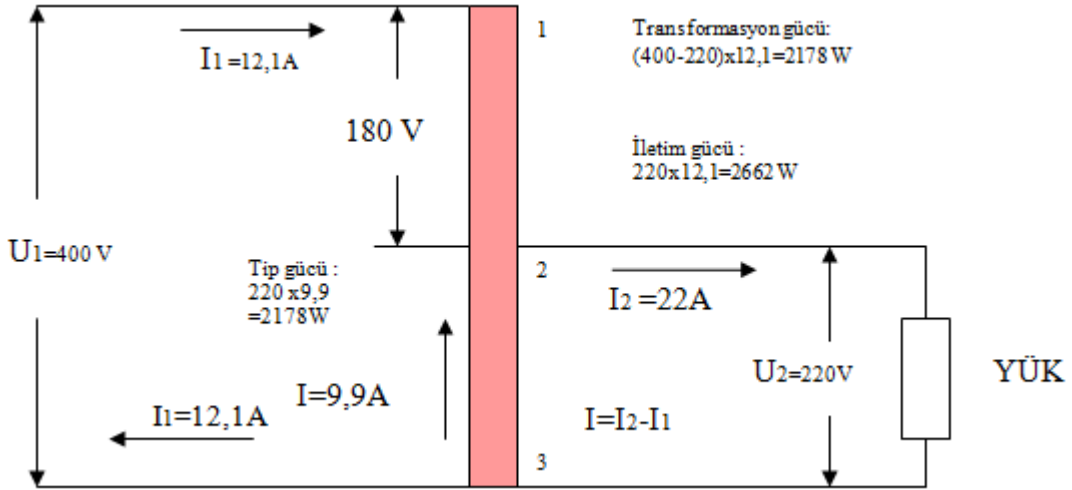 I1 =12,1A
1
Transformasyon gücü:
(400-220)x12,1=2178 W
180 V
İletim gücü :
220x12,1=2662 W
U1=400 V
Tip gücü :
220 x9,9
=2178W
2
I2 =22A
U2=220V
YÜK
I=9,9A
I1=12,1A
I=I2-I1
3